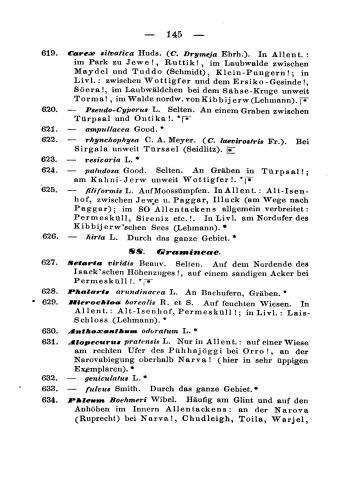 — 145 —
619. Carex silvatica Huds. (C. Drymeja Ehrh.). In Allent.:
im Park zu Jewe!, Ruttik!, im Laubwalde zwischen
Maydel und Tuddo (Schmidt), Klein-Pungern!; in
Livl.: zwischen Wottigfer und dem Ersiko-Gesinde!,
Söera!, im Laubwäldchen bei dem Sähse-Kruge unweit
Torma!, im Walde nordw. von Kibbijerw (Lehmann).
620. — Pseudo-Cyperus L. Selten. An einem Graben zwischen
Türpsal und Ontika!. *
621. — ampullacea Good. *
622. — rhynchophysa C. A. Meyer. (C. laevirostris Fr.). Bei
Sirgala unweit Türssel (Seidlitz).
623. — vesicaria L. *
624. — paludosa Good. Selten. An Gräben in Türpsal!;
am Kahni-Jerw unweit Wottigfer!. *
625. — filiformis L. Auf Moossümpfen. In Allent.: Alt-Isen-
hof, zwischen Jewe u. Paggar, Illuck (am Wege nach
Paggar); im SO Allentackens allgemein verbreitet:
Permesküll, Sireniz etc.!. In Livl. am Nordufer des
Kibbijerw'schen Sees (Lehmann). *
626. — hirta L. Durch das ganze Gebiet. *
88. Gramineae.
627. Setaria viridis Beauv. Selten. Auf dem Nordende des
Isack'schen Höhenzuges!, auf einem sandigen Acker bei
Permesküll!. *
628. Phalaris arundinacea L. An Bachufern, Gräben. *
629. Hierochloa borealis R. et S. Auf feuchten Wiesen. In
Allent.: Alt-Isenhof, Permesküll!; in Livl.: Lais-
Schloss (Lehmann). *
630. Anthoxanthum odoratum L. *
631. Alopecurus pratensis L. Nur in Allent.: auf einer Wiese
am rechten Ufer des Pühhajöggi bei Orro!, an der
Narovabiegung oberhalb Narva! (hier in sehr üppigen
Exemplaren). *
632. — geniculatus L. *
633. — fulvus Smith. Durch das ganze Gebiet. *
634. Phleum Boehmeri Wibel. Häufig am Glint und auf den
Anhöhen im Innern Allentackens: an der Narova
(Ruprecht) bei Narva!, Chudleigh, Toila, Warjel,